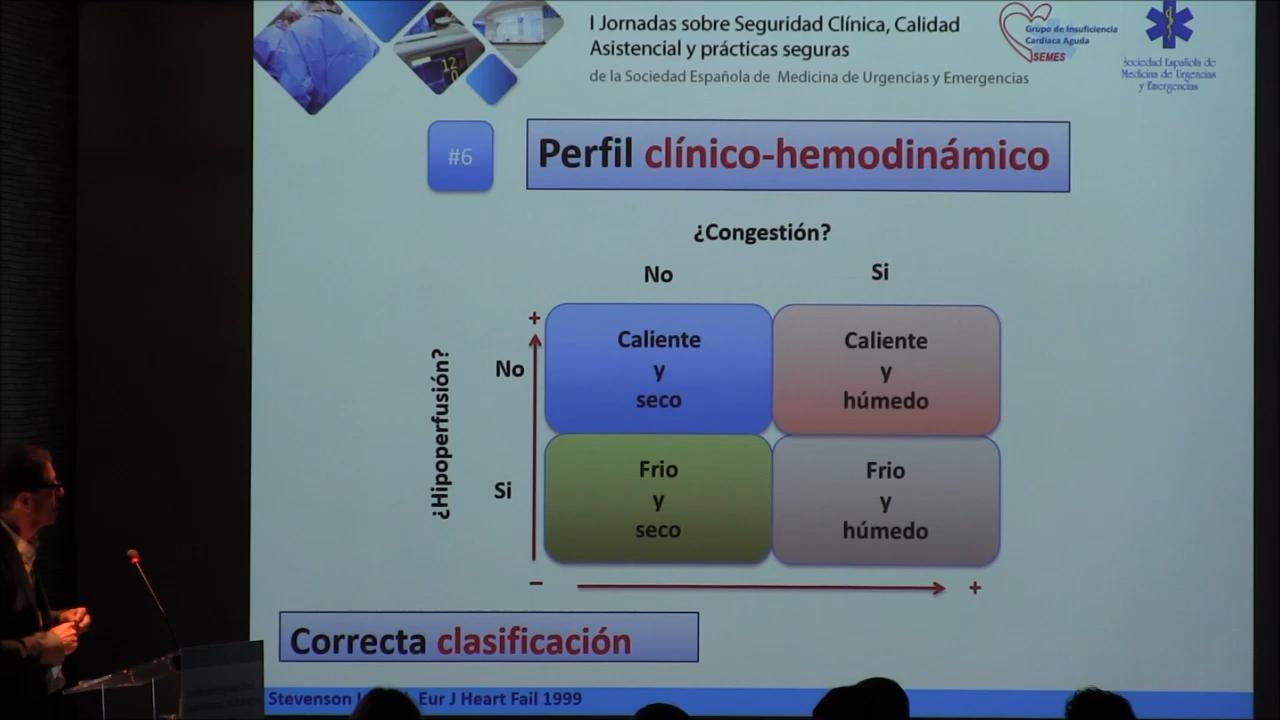 I Jornadas sobre Seguridad Clínica, Calidad
Asistencial y prácticas seguras
de la Sociedad Española de Medicina de Urgencias y Emergencias
Grupo de Insuficiencia
Cardiaca Aguda
SEMES
Sociedad Española de
Medicina de Urgencias
y Emergencias
12
0
#6
Perfil clínico-hemodinámico
¿Congestión?
No
Si
¿Hipoperfusión?
+
No
Caliente
y
seco
Caliente
y
húmedo
Si
Frio
y
seco
Frio
y
húmedo
−
+
Correcta clasificación
Stevenson Eur J Heart Fail 1999